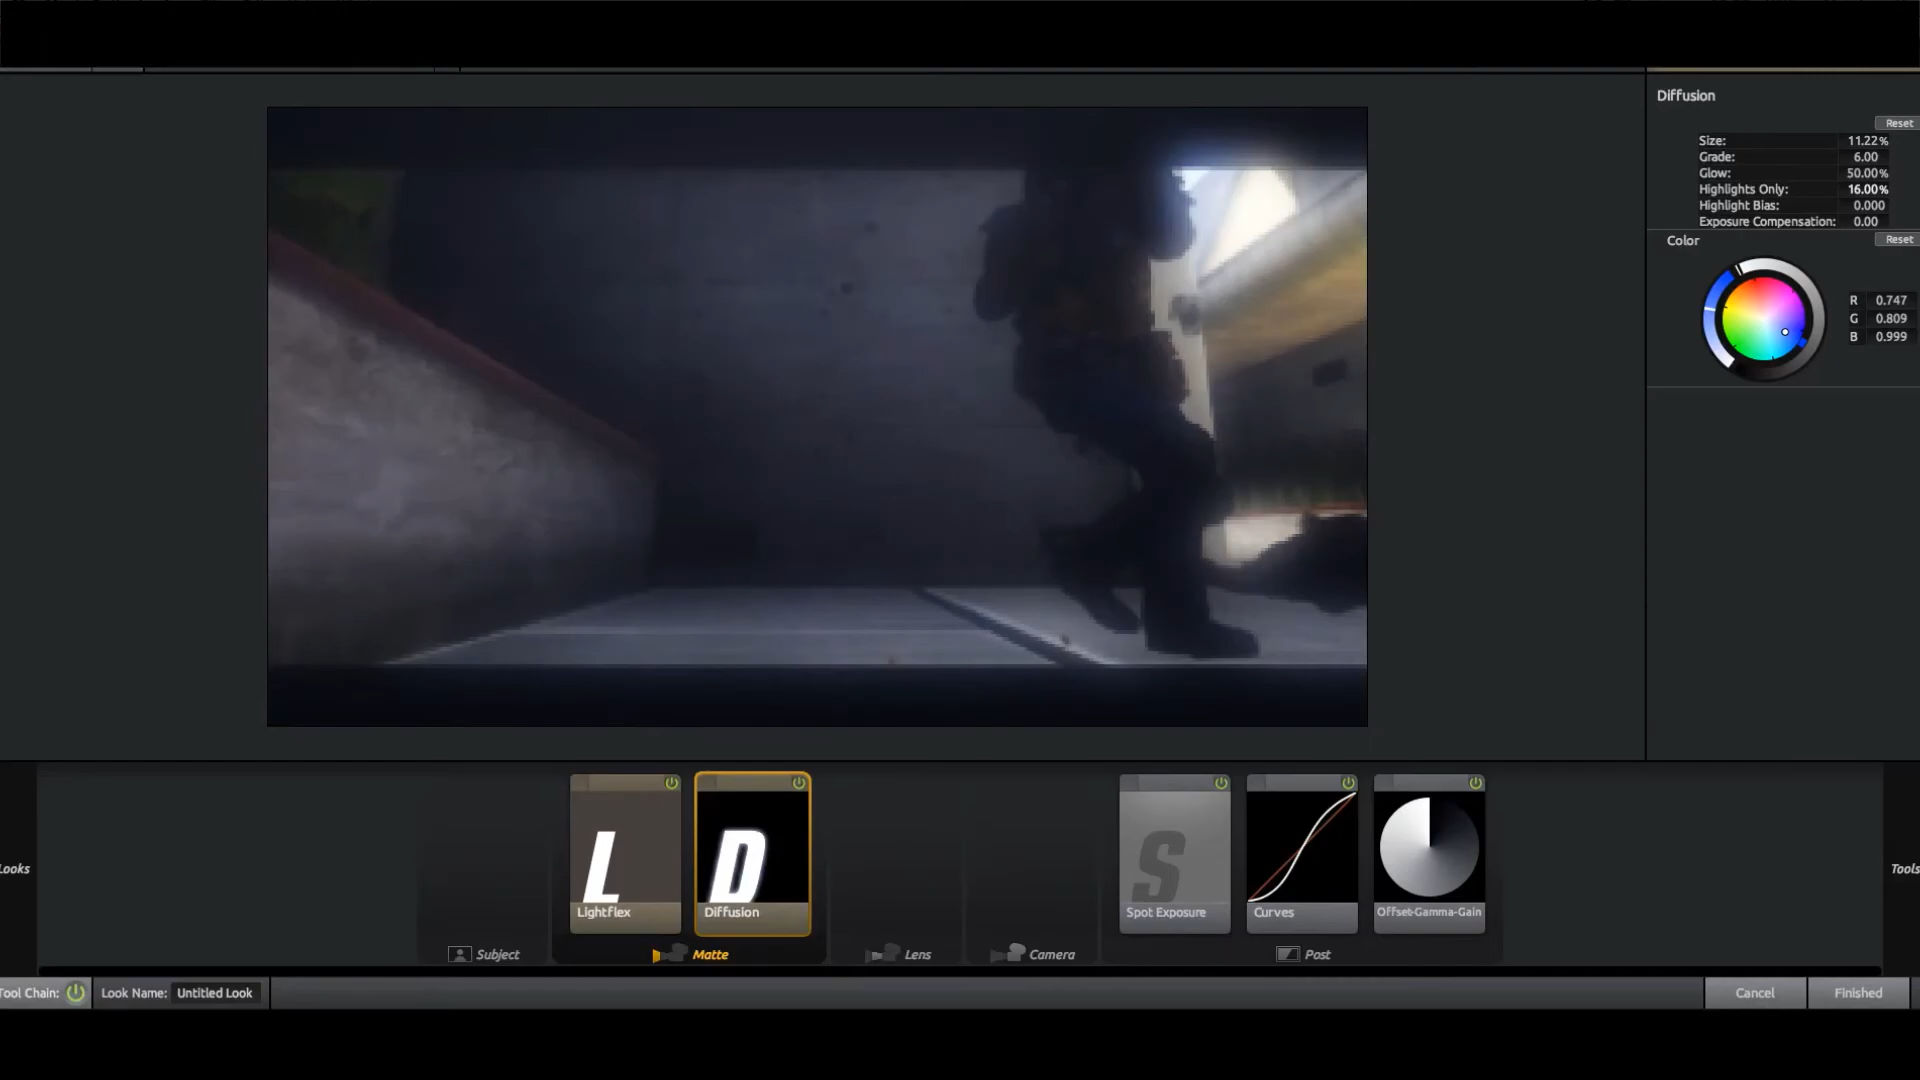 Diffusion
Reset
Size: 11.22%
Grade: 6.00
Glow: 50.00%
Highlights Only: 16.00%
Highlight Bias: 0.000
Exposure Compensation: 0.00
Color Reset
R 0.747
G 0.809
B 0.999
L D S
Lightflex Diffusion Spot Exposure Curves Offset-Gamma-Gain
Looks Tools
Subject Matte Lens Camera Post
Tool Chain: Look Name: Untitled Look Cancel Finished